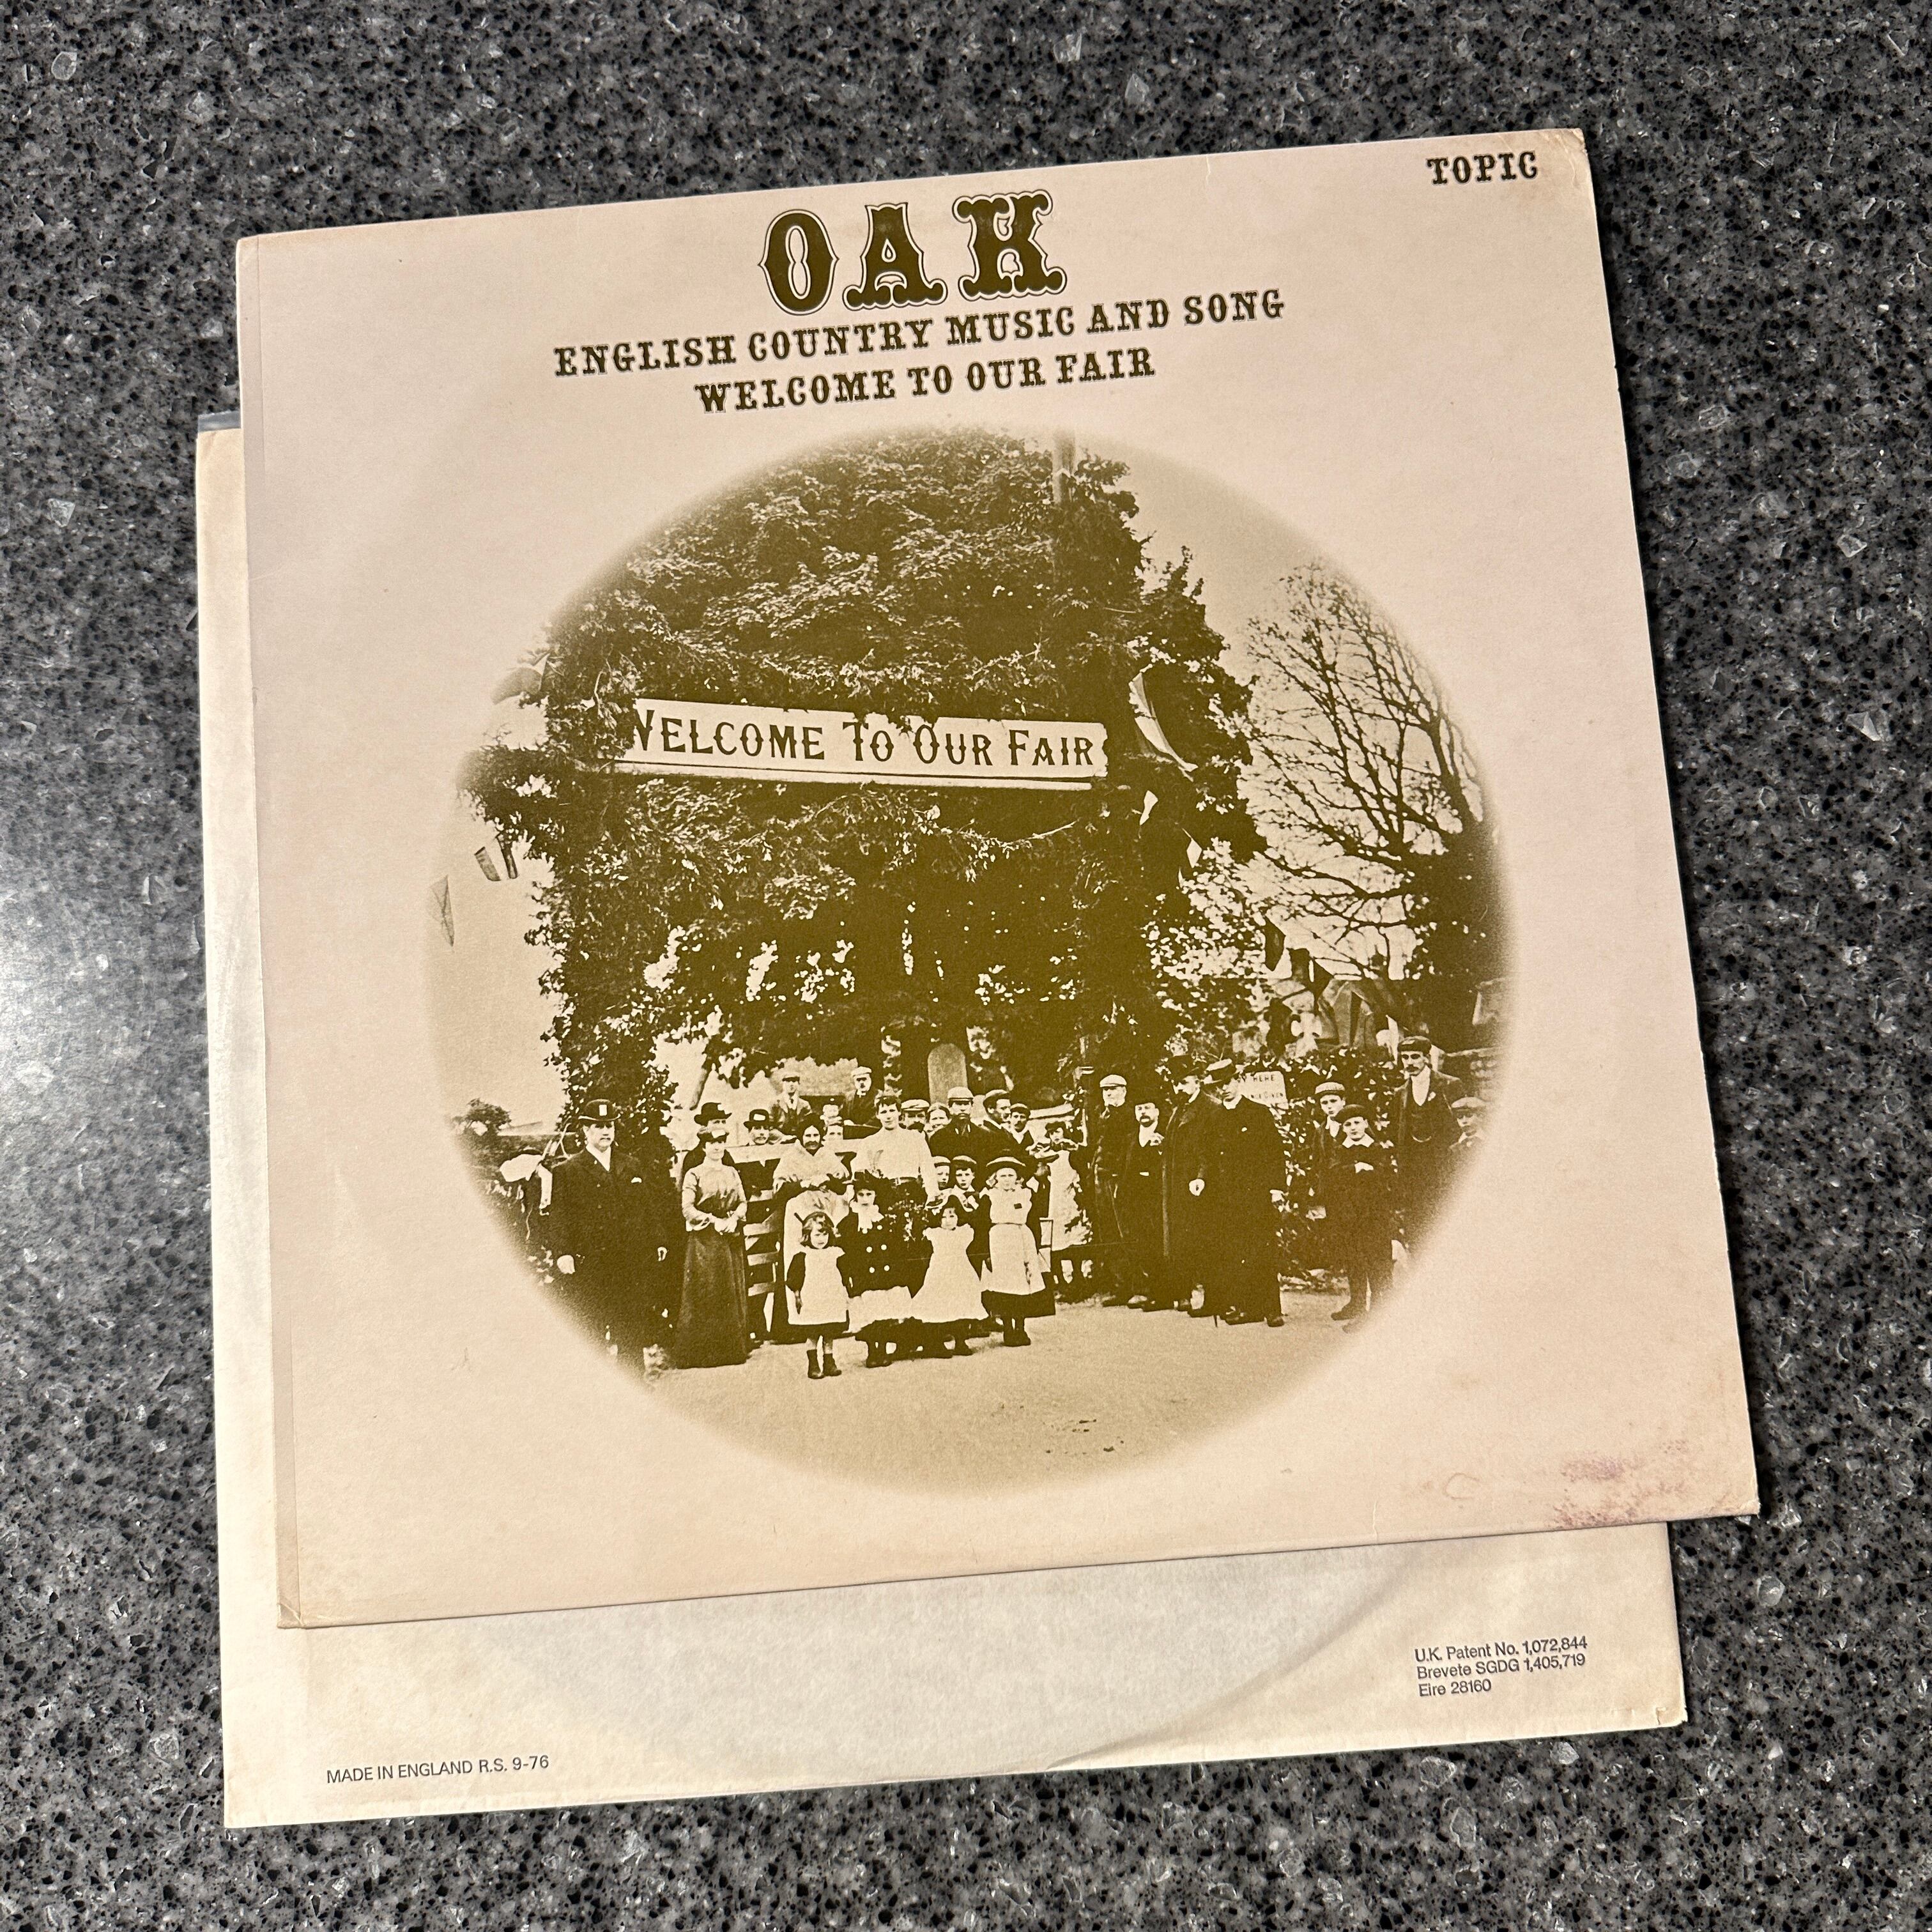 TOPIC
OAK
ENGLISH COUNTRY MUSIC AND SONG
WELCOME TO OUR FAIR
WELCOME TO OUR FAIR
HERE
U.K. Patent No. 1,072,844
Brevete SGDG 1,405,719
Eire 28160
MADE IN ENGLAND R.S. 9-76